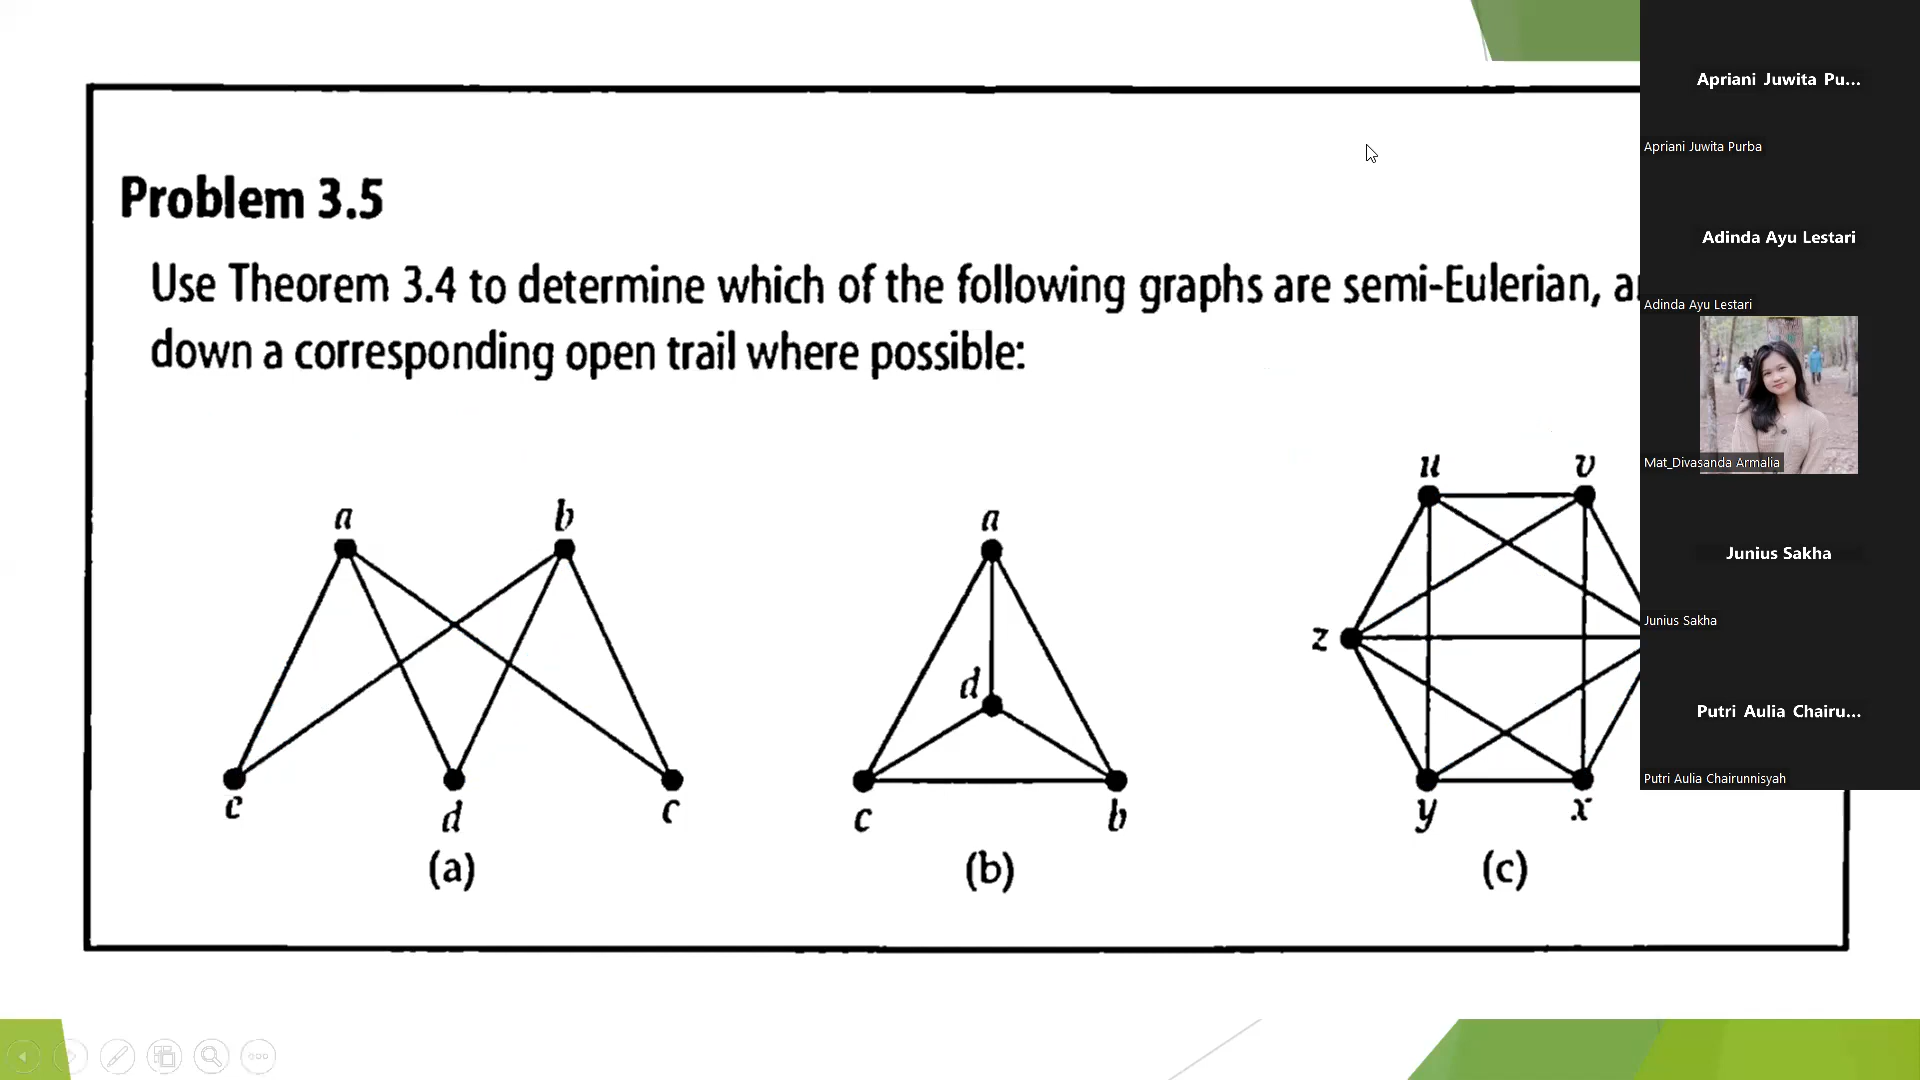 Problem 3.5
Use Theorem 3.4 to determine which of the following graphs are semi-Eulerian,
down a corresponding open trail where possible:
a b
e d c
(a)
a
d
c b
(b)
u v
z
y x
(c)
Apriani Juwita Pu...
Apriani Juwita Purba
Adinda Ayu Lestari
Adinda Ayu Lestari
Mat_Divasanda Armalia
Junius Sakha
Junius Sakha
Putri Aulia Chairu...
Putri Aulia Chairunnisyah